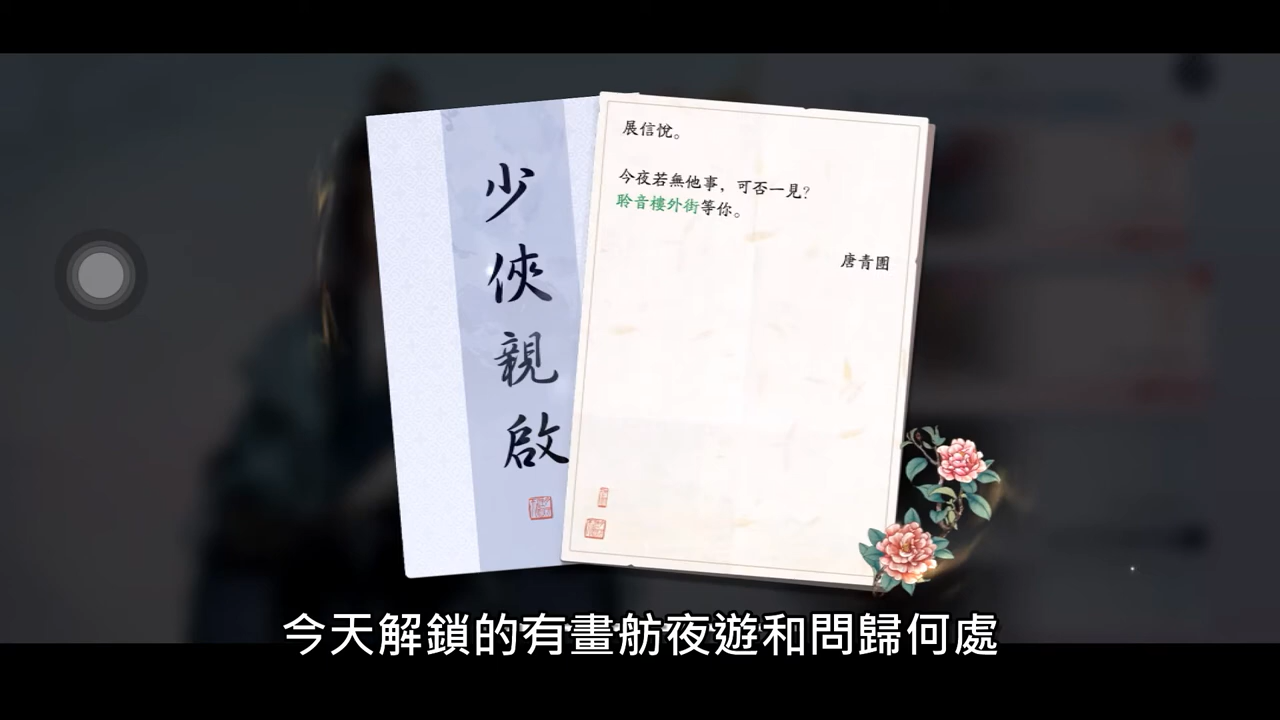 少俠親啟
展信悅。
今夜若無他事，可否一見？
聆音樓外街等你。
唐青團
今天解鎖的有畫舫夜遊和問歸何處